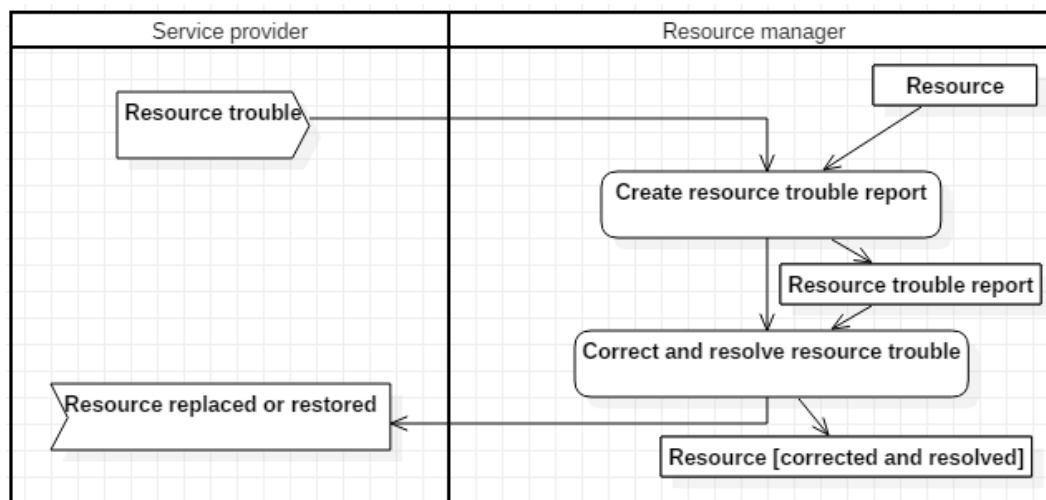 Service provider
Resource manager
Resource
Resource trouble
Create resource trouble report
Resource trouble report
Correct and resolve resource trouble
Resource replaced or restored
Resource [corrected and resolved]